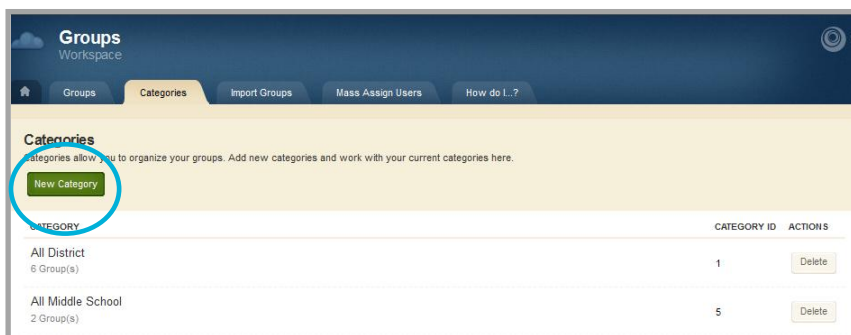 Groups
Workspace
Groups Categories Import Groups Mass Assign Users How do I...?
Categories
Categories allow you to organize your groups. Add new categories and work with your current categories here.
New Category
CATEGORY CATEGORY ID ACTIONS
All District
6 Group(s) 1 Delete
All Middle School
2 Group(s) 5 Delete